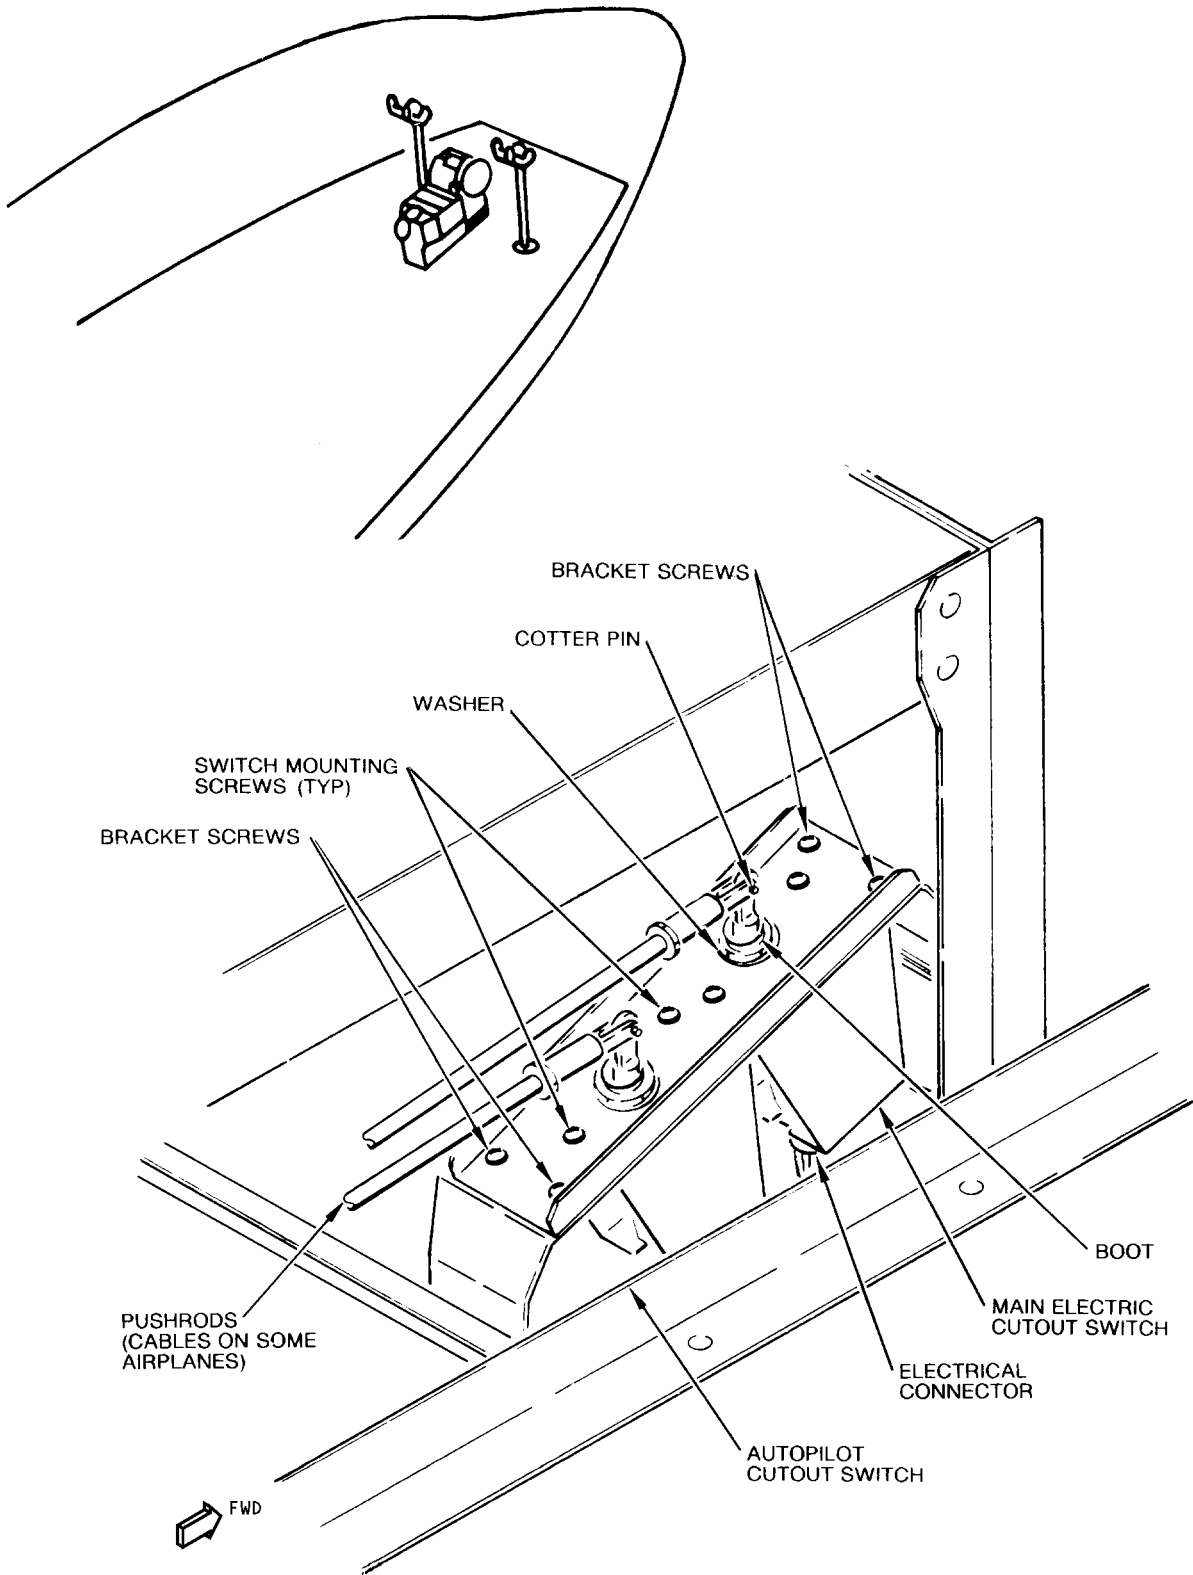 BRACKET SCREWS
COTTER PIN
WASHER
SWITCH MOUNTING
SCREWS (TYP)
BRACKET SCREWS
BOOT
MAIN ELECTRIC
CUTOUT SWITCH
PUSHRODS
(CABLES ON SOME
AIRPLANES)
ELECTRICAL
CONNECTOR
AUTOPILOT
CUTOUT SWITCH
FWD